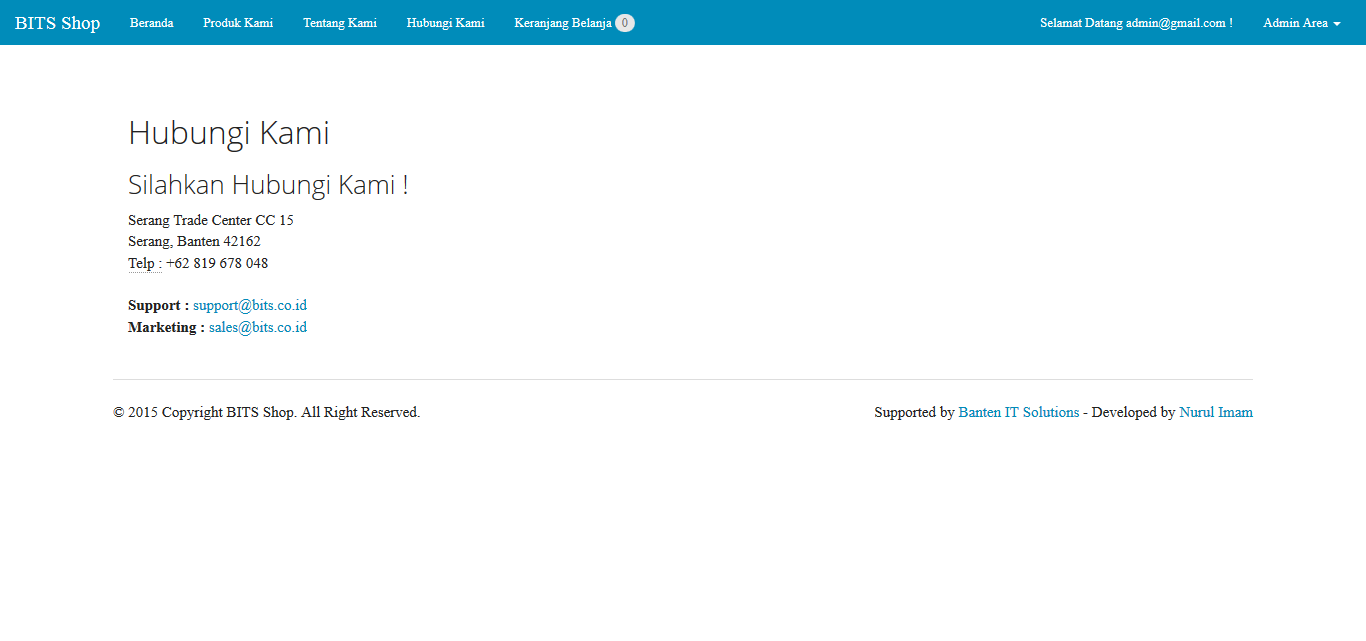 BITS Shop Beranda Produk Kami Tentang Kami Hubungi Kami Keranjang Belanja 0 Selamat Datang admin@gmail.com ! Admin Area
Hubungi Kami
Silahkan Hubungi Kami !
Serang Trade Center CC 15
Serang, Banten 42162
Telp : +62 819 678 048
Support : support@bits.co.id
Marketing : sales@bits.co.id
© 2015 Copyright BITS Shop. All Right Reserved. Supported by Banten IT Solutions - Developed by Nurul Imam